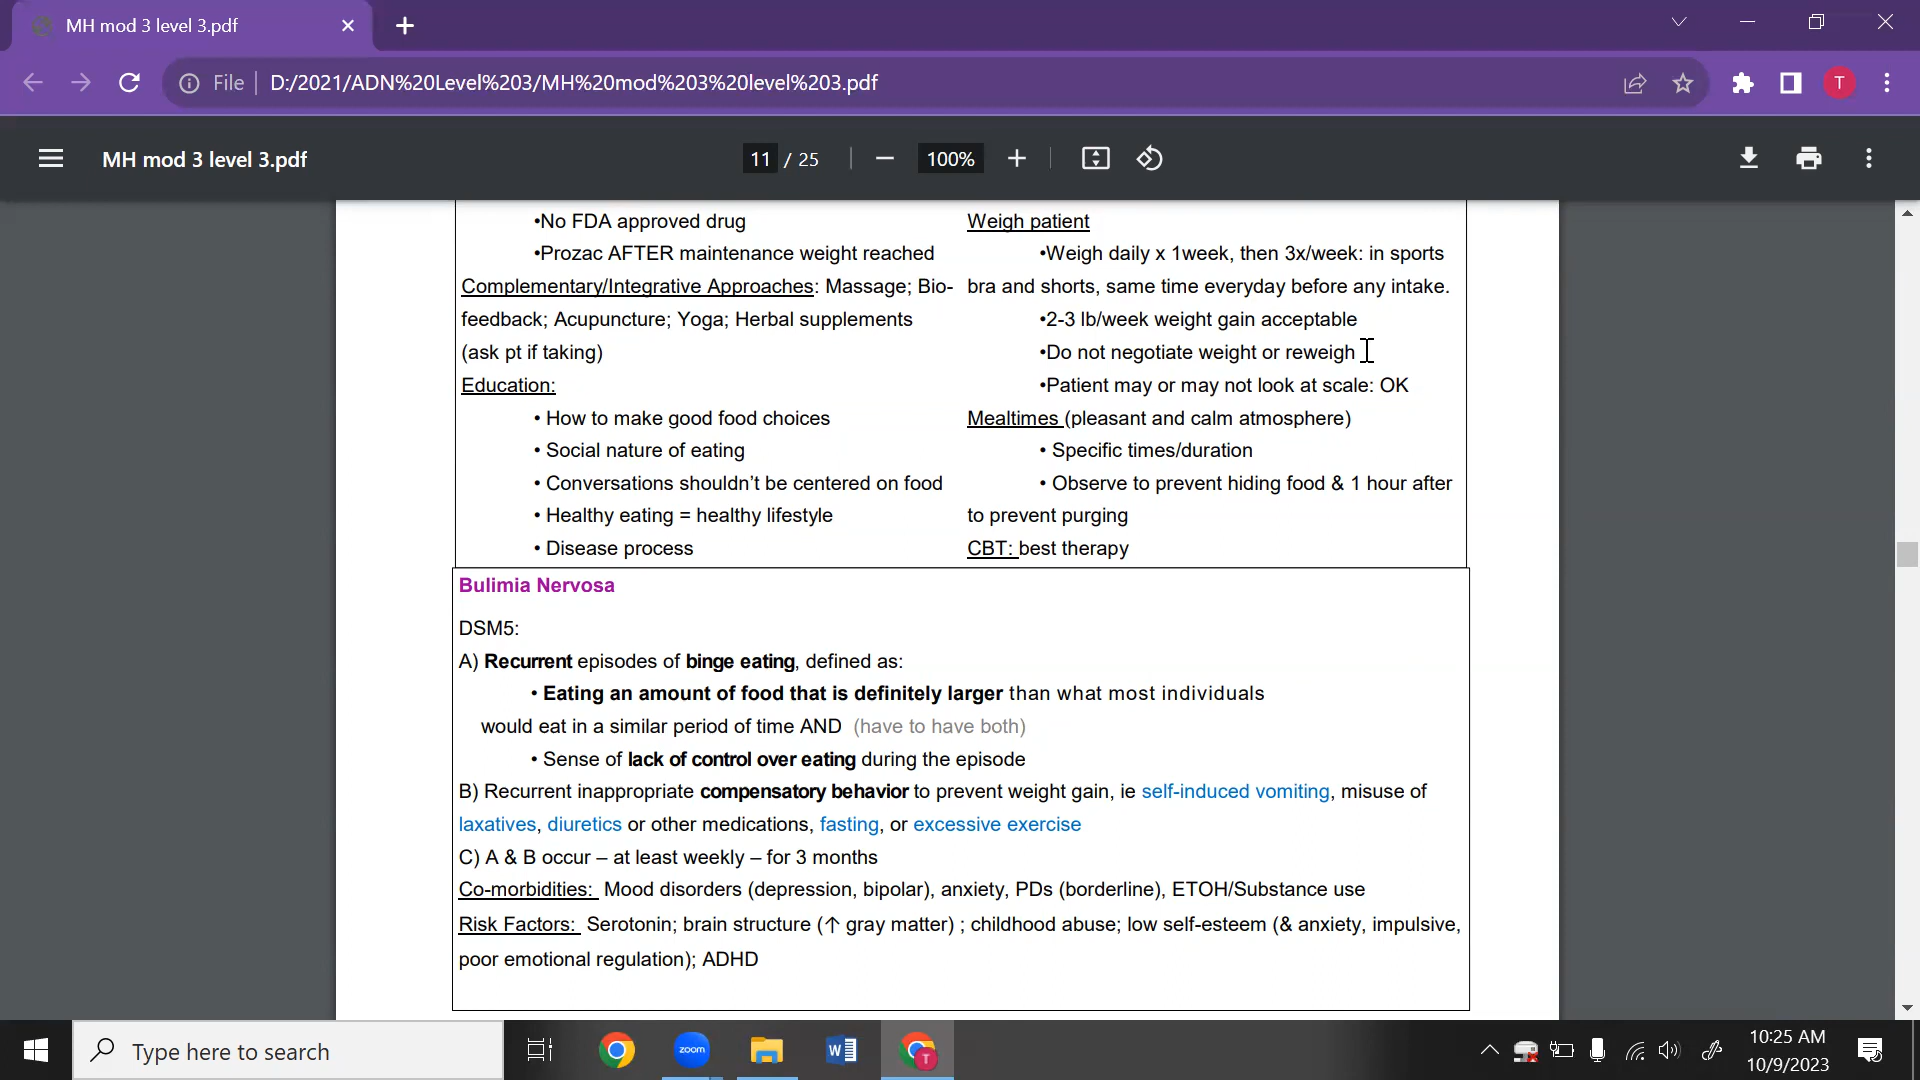 MH mod 3 level 3.pdf
File D:/2021/ADN%20Level%203/MH%20mod%203%20level%203.pdf
T
MH mod 3 level 3.pdf
11 / 25
100%
•No FDA approved drug
•Prozac AFTER maintenance weight reached
Complementary/Integrative Approaches: Massage; Bio-
feedback; Acupuncture; Yoga; Herbal supplements
(ask pt if taking)
Education:
• How to make good food choices
• Social nature of eating
• Conversations shouldn’t be centered on food
• Healthy eating = healthy lifestyle
• Disease process
Weigh patient
•Weigh daily x 1week, then 3x/week: in sports
bra and shorts, same time everyday before any intake.
•2-3 lb/week weight gain acceptable
•Do not negotiate weight or reweigh
•Patient may or may not look at scale: OK
Mealtimes (pleasant and calm atmosphere)
• Specific times/duration
• Observe to prevent hiding food & 1 hour after
to prevent purging
CBT: best therapy
Bulimia Nervosa
DSM5:
A) Recurrent episodes of binge eating, defined as:
• Eating an amount of food that is definitely larger than what most individuals
would eat in a similar period of time AND (have to have both)
• Sense of lack of control over eating during the episode
B) Recurrent inappropriate compensatory behavior to prevent weight gain, ie self-induced vomiting, misuse of
laxatives, diuretics or other medications, fasting, or excessive exercise
C) A & B occur – at least weekly – for 3 months
Co-morbidities: Mood disorders (depression, bipolar), anxiety, PDs (borderline), ETOH/Substance use
Risk Factors: Serotonin; brain structure (↑ gray matter) ; childhood abuse; low self-esteem (& anxiety, impulsive,
poor emotional regulation); ADHD
Type here to search
zoom
W
T
10:25 AM
10/9/2023